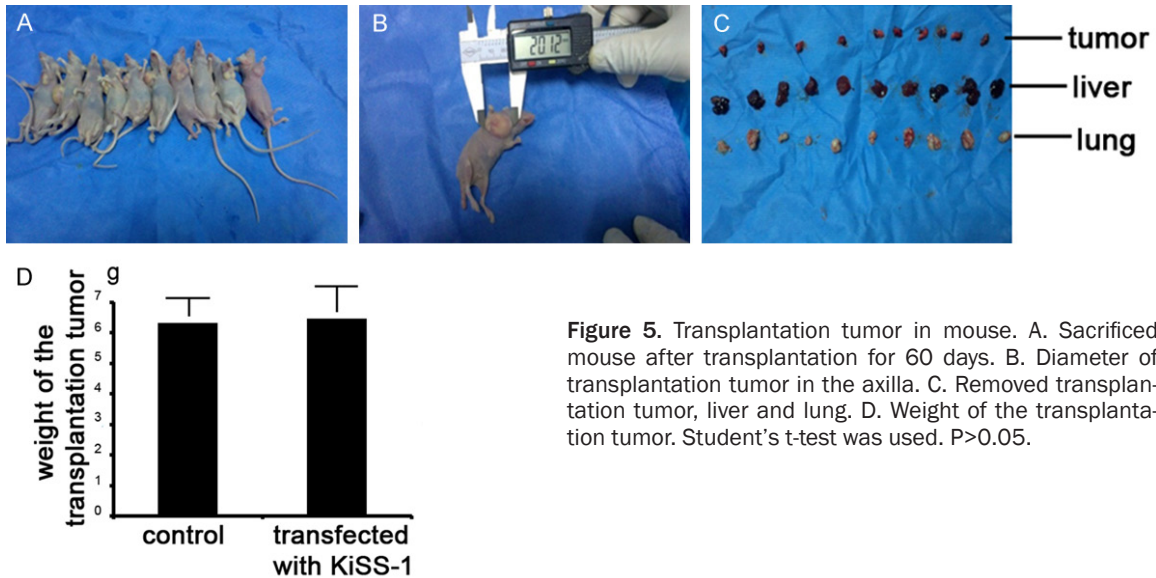 A
B
2012
C
tumor
liver
lung
D
g
weight of the
transplantation tumor
7
6
5
4
3
2
1
0
control
transfected
with KiSS-1
Figure 5. Transplantation tumor in mouse. A. Sacrificed
mouse after transplantation for 60 days. B. Diameter of
transplantation tumor in the axilla. C. Removed transplan-
tation tumor, liver and lung. D. Weight of the transplanta-
tion tumor. Student's t-test was used. P>0.05.